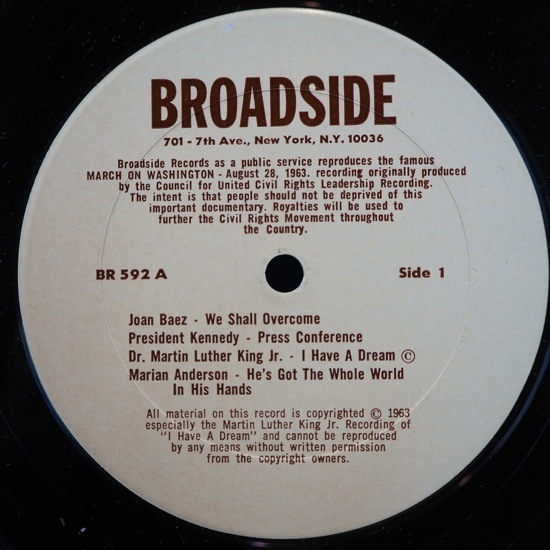 BROADSIDE
701 - 7th Ave., New York, N.Y. 10036
Broadside Records as a public service reproduces the famous
MARCH ON WASHINGTON - August 28, 1963. recording originally produced
by the Council for United Civil Rights Leadership Recording.
The intent is that people should not be deprived of this
important documentary. Royalties will be used to
further the Civil Rights Movement throughout
the Country.
BR 592 A
Side 1
Joan Baez - We Shall Overcome
President Kennedy - Press Conference
Dr. Martin Luther King Jr. - I Have A Dream ©
Marian Anderson - He's Got The Whole World
In His Hands
All material on this record is copyrighted © 1963
especially the Martin Luther King Jr. Recording of
"I Have A Dream" and cannot be reproduced
by any means without written permission
from the copyright owners.